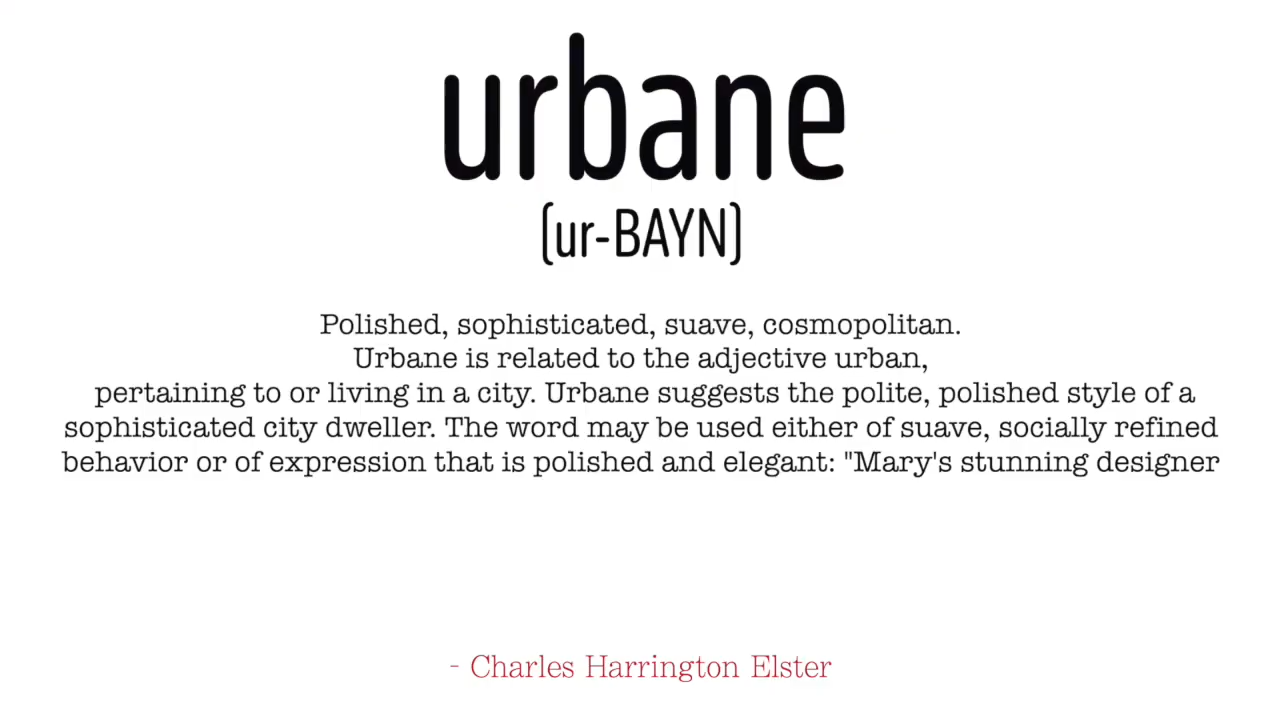 urbane
(ur-BAYN)
Polished, sophisticated, suave, cosmopolitan.
Urbane is related to the adjective urban,
pertaining to or living in a city. Urbane suggests the polite, polished style of a
sophisticated city dweller. The word may be used either of suave, socially refined
behavior or of expression that is polished and elegant: "Mary's stunning designer
- Charles Harrington Elster